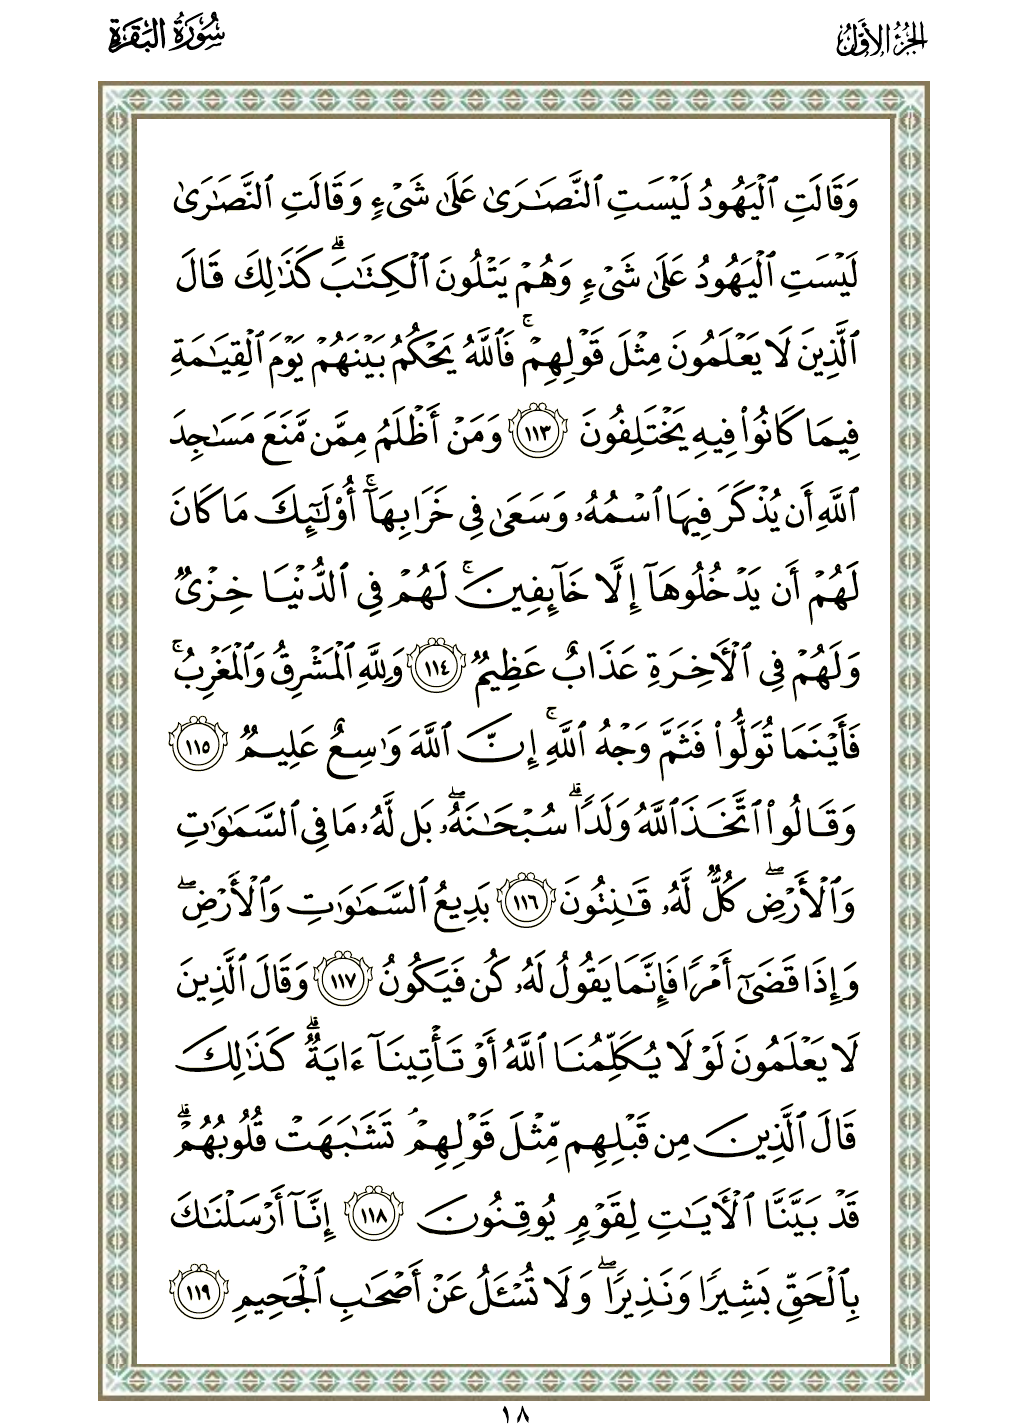 الجزء الأول
سورة البقرة
وَقَالَتِ ٱلْيَهُودُ لَيْسَتِ ٱلنَّصَـٰرَىٰ عَلَىٰ شَىْءٍ وَقَالَتِ ٱلنَّصَـٰرَىٰ
لَيْسَتِ ٱلْيَهُودُ عَلَىٰ شَىْءٍ وَهُمْ يَتْلُونَ ٱلْكِتَـٰبَ ۗ كَذَٰلِكَ قَالَ
ٱلَّذِينَ لَا يَعْلَمُونَ مِثْلَ قَوْلِهِمْ ۚ فَٱللَّهُ يَحْكُمُ بَيْنَهُمْ يَوْمَ ٱلْقِيَـٰمَةِ
فِيمَا كَانُوا۟ فِيهِ يَخْتَلِفُونَ ١١٣ وَمَنْ أَظْلَمُ مِمَّن مَّنَعَ مَسَـٰجِدَ
ٱللَّهِ أَن يُذْكَرَ فِيهَا ٱسْمُهُۥ وَسَعَىٰ فِى خَرَابِهَآ ۚ أُو۟لَـٰٓئِكَ مَا كَانَ
لَهُمْ أَن يَدْخُلُوهَآ إِلَّا خَآئِفِينَ ۚ لَهُمْ فِى ٱلدُّنْيَا خِزْىٌ
وَلَهُمْ فِى ٱلْـَٔاخِرَةِ عَذَابٌ عَظِيمٌ ١١٤ وَلِلَّهِ ٱلْمَشْرِقُ وَٱلْمَغْرِبُ ۚ
فَأَيْنَمَا تُوَلُّوا۟ فَثَمَّ وَجْهُ ٱللَّهِ ۚ إِنَّ ٱللَّهَ وَٰسِعٌ عَلِيمٌ ١١٥
وَقَالُوا۟ ٱتَّخَذَ ٱللَّهُ وَلَدًا ۗ سُبْحَـٰنَهُۥ ۖ بَل لَّهُۥ مَا فِى ٱلسَّمَـٰوَٰتِ
وَٱلْأَرْضِ ۖ كُلٌّ لَّهُۥ قَـٰنِتُونَ ١١٦ بَدِيعُ ٱلسَّمَـٰوَٰتِ وَٱلْأَرْضِ ۖ
وَإِذَا قَضَىٰٓ أَمْرًا فَإِنَّمَا يَقُولُ لَهُۥ كُن فَيَكُونُ ١١٧ وَقَالَ ٱلَّذِينَ
لَا يَعْلَمُونَ لَوْلَا يُكَلِّمُنَا ٱللَّهُ أَوْ تَأْتِينَآ ءَايَةٌ ۗ كَذَٰلِكَ
قَالَ ٱلَّذِينَ مِن قَبْلِهِم مِّثْلَ قَوْلِهِمْ ۘ تَشَـٰبَهَتْ قُلُوبُهُمْ ۗ
قَدْ بَيَّنَّا ٱلْـَٔايَـٰتِ لِقَوْمٍ يُوقِنُونَ ١١٨ إِنَّآ أَرْسَلْنَـٰكَ
بِٱلْحَقِّ بَشِيرًا وَنَذِيرًا ۖ وَلَا تُسْـَٔلُ عَنْ أَصْحَـٰبِ ٱلْجَحِيمِ ١١٩
١٨